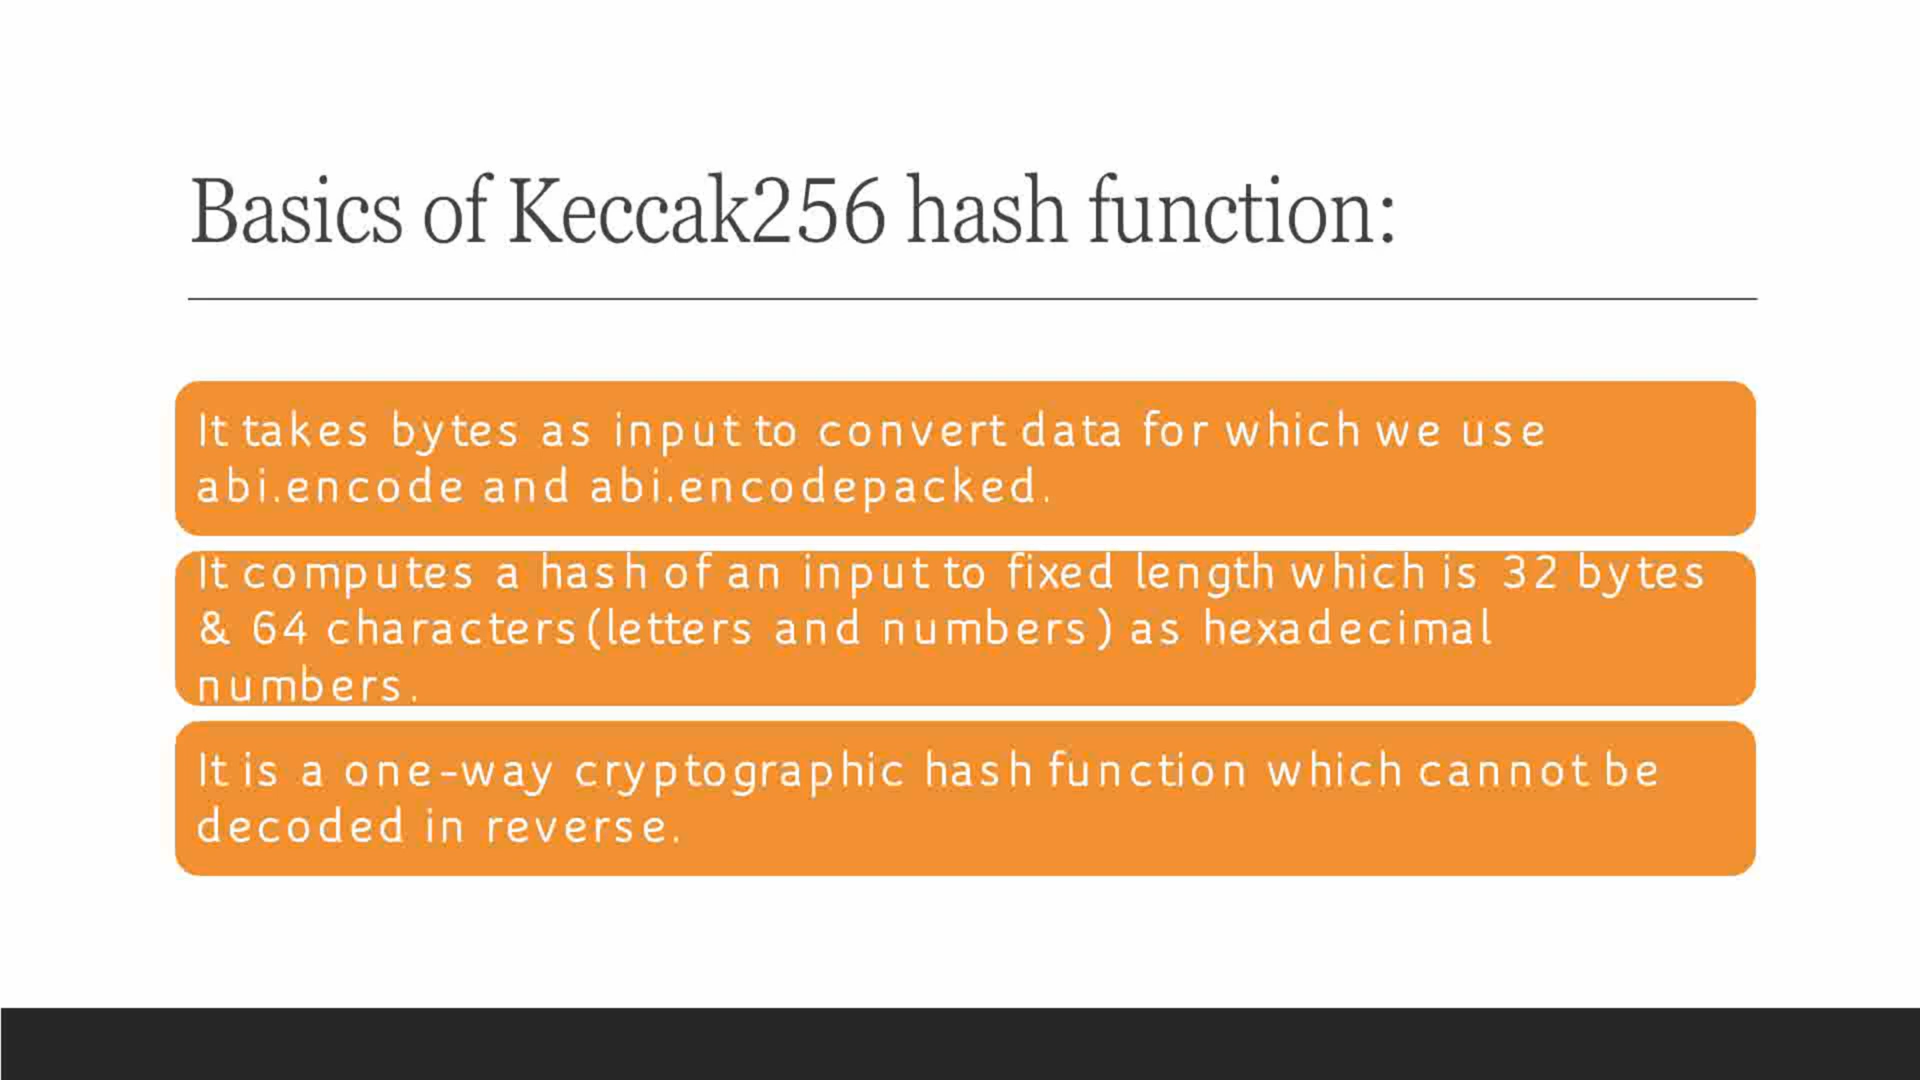 Basics of Keccak256 hash function:
It takes bytes as input to convert data for which we use
abi.encode and abi.encodepacked.
It computes a hash of an input to fixed length which is 32 bytes
& 64 characters(letters and numbers) as hexadecimal
numbers.
It is a one-way cryptographic hash function which cannot be
decoded in reverse.